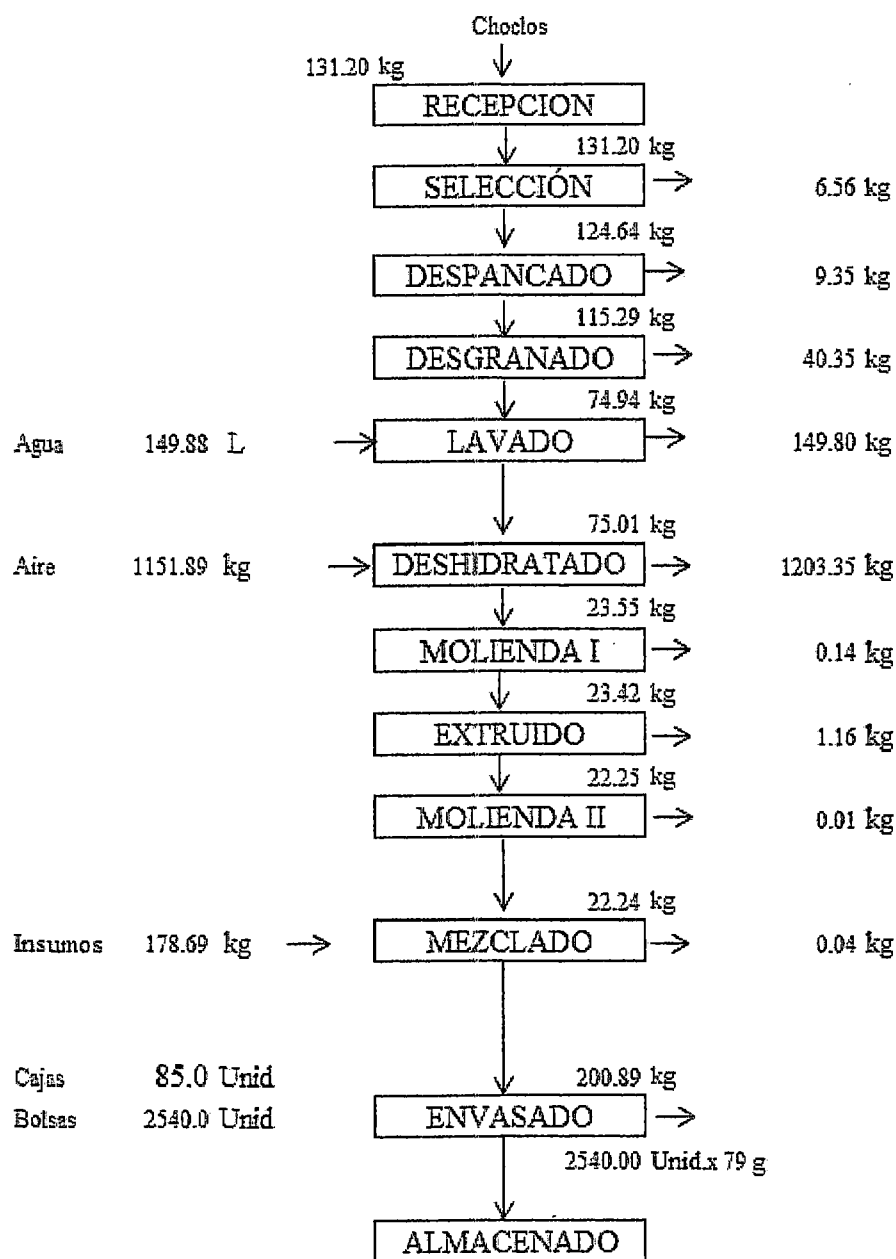 Choclos
131.20 kg
RECEPCION
131.20 kg
SELECCIÓN
6.56 kg
124.64 kg
DESPANCADO
9.35 kg
115.29 kg
DESGRANADO
40.35 kg
74.94 kg
Agua 149.88 L
LAVADO
149.80 kg
75.01 kg
Aire 1151.89 kg
DESHIDRATADO
1203.35 kg
23.55 kg
MOLIENDA I
0.14 kg
23.42 kg
EXTRUIDO
1.16 kg
22.25 kg
MOLIENDA II
0.01 kg
22.24 kg
Insumos 178.69 kg
MEZCLADO
0.04 kg
Cajas 85.0 Unid
200.89 kg
Bolsas 2540.0 Unid
ENVASADO
2540.00 Unid.x 79 g
ALMACENADO